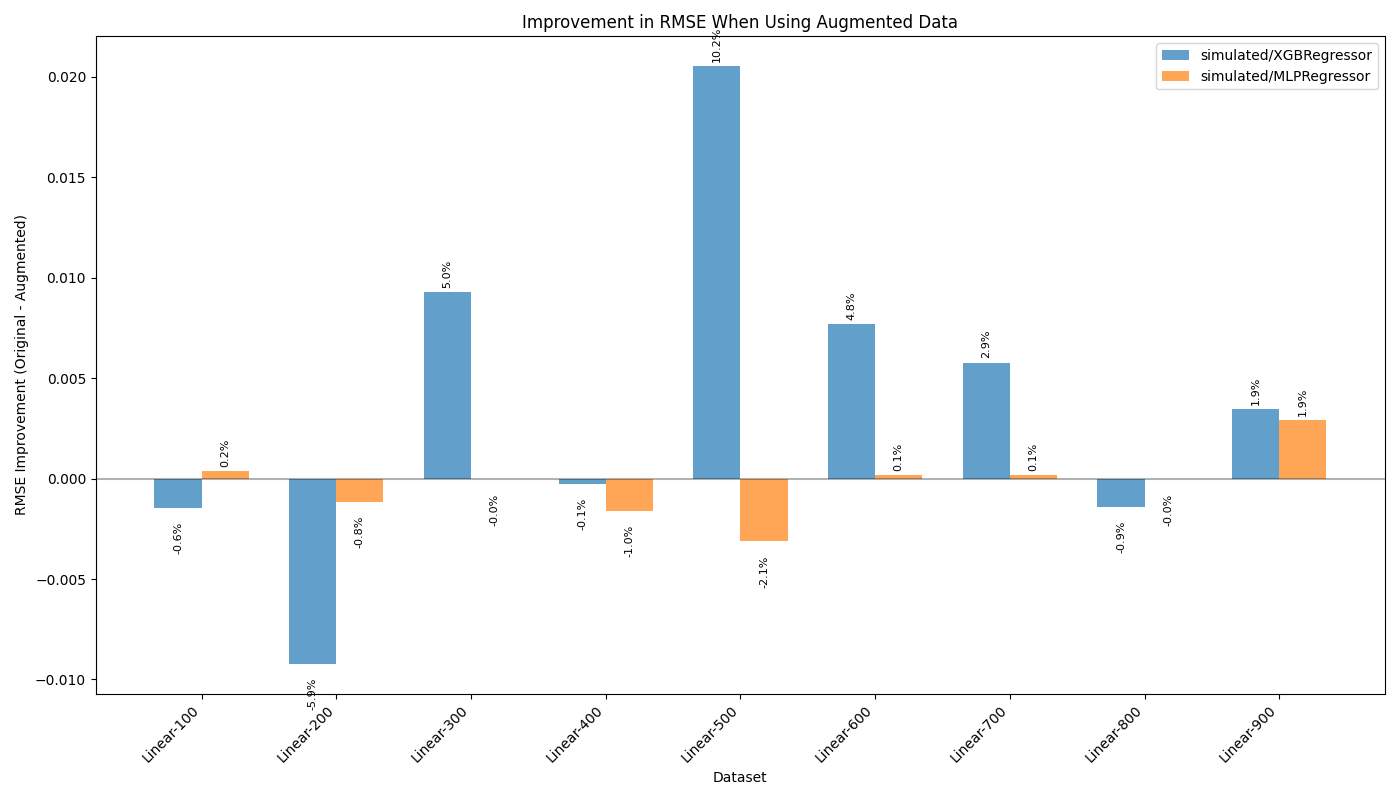 Improvement in RMSE When Using Augmented Data
simulated/XGBRegressor
simulated/MLPRegressor
RMSE Improvement (Original - Augmented)
0.020
0.015
0.010
0.005
0.000
−0.005
−0.010
-0.6%
0.2%
-5.9%
-0.8%
5.0%
-0.0%
-0.1%
-1.0%
10.2%
-2.1%
4.8%
0.1%
2.9%
0.1%
-0.9%
-0.0%
1.9%
1.9%
Linear-100
Linear-200
Linear-300
Linear-400
Linear-500
Linear-600
Linear-700
Linear-800
Linear-900
Dataset